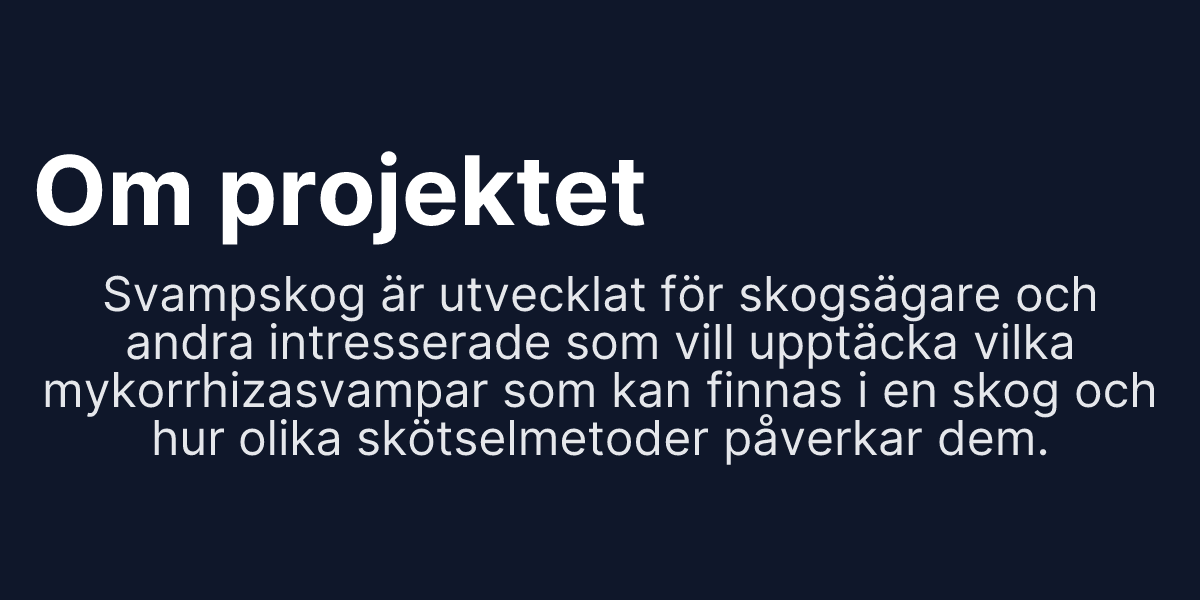 Om projektet
Svampskog är utvecklat för skogsägare och
andra intresserade som vill upptäcka vilka
mykorrhizasvampar som kan finnas i en skog och
hur olika skötselmetoder påverkar dem.